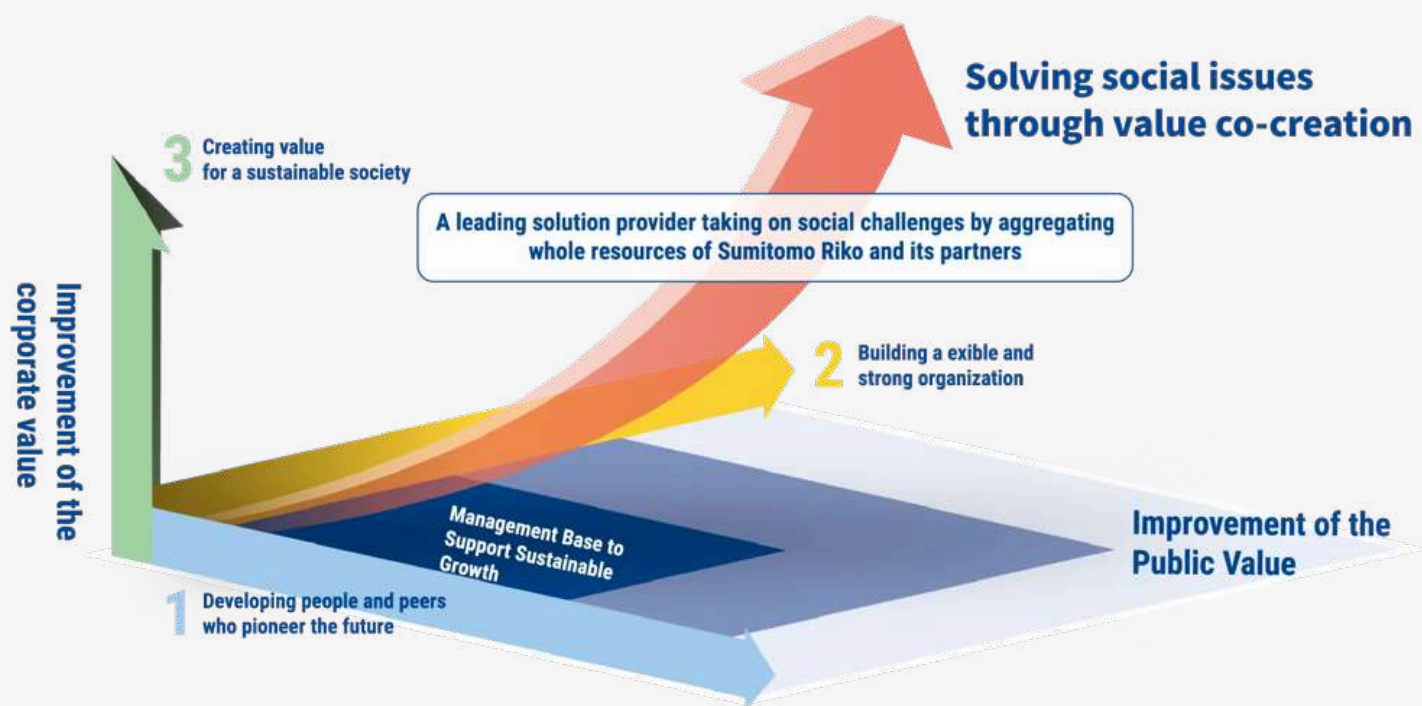 Solving social issues
through value co-creation
3
Creating value
for a sustainable society
A leading solution provider taking on social challenges by aggregating
whole resources of Sumitomo Riko and its partners
Improvement of the
corporate value
2
Building a exible and
strong organization
Management Base to
Support Sustainable
Growth
Improvement of the
Public Value
1
Developing people and peers
who pioneer the future